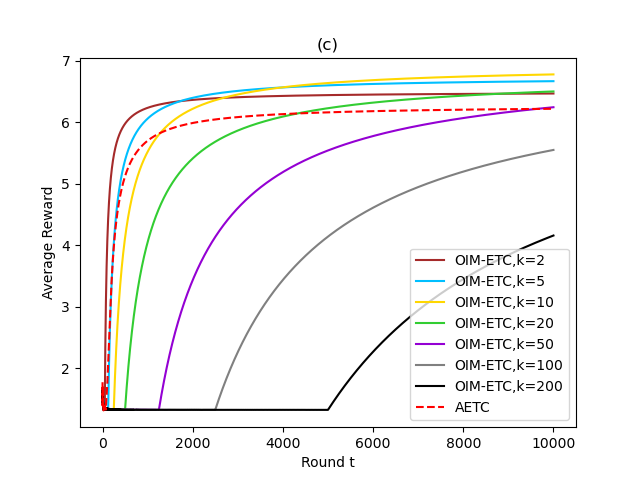 (c)
Average Reward
7
6
5
4
3
2
0
2000
4000
6000
8000
10000
Round t
OIM-ETC,k=2
OIM-ETC,k=5
OIM-ETC,k=10
OIM-ETC,k=20
OIM-ETC,k=50
OIM-ETC,k=100
OIM-ETC,k=200
AETC